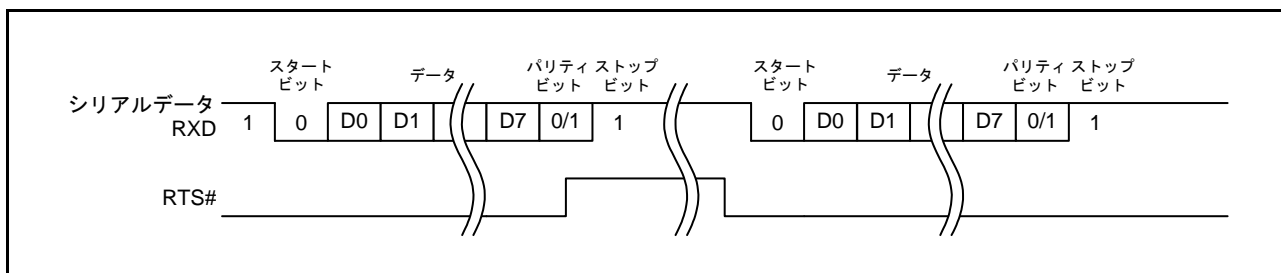 スタート
ビット
データ
パリティ ストップ
ビット ビット
スタート
ビット
データ
パリティ ストップ
ビット ビット
シリアルデータ
RXD
1 0 D0 D1 D7 0/1 1 0 D0 D1 D7 0/1 1
RTS#